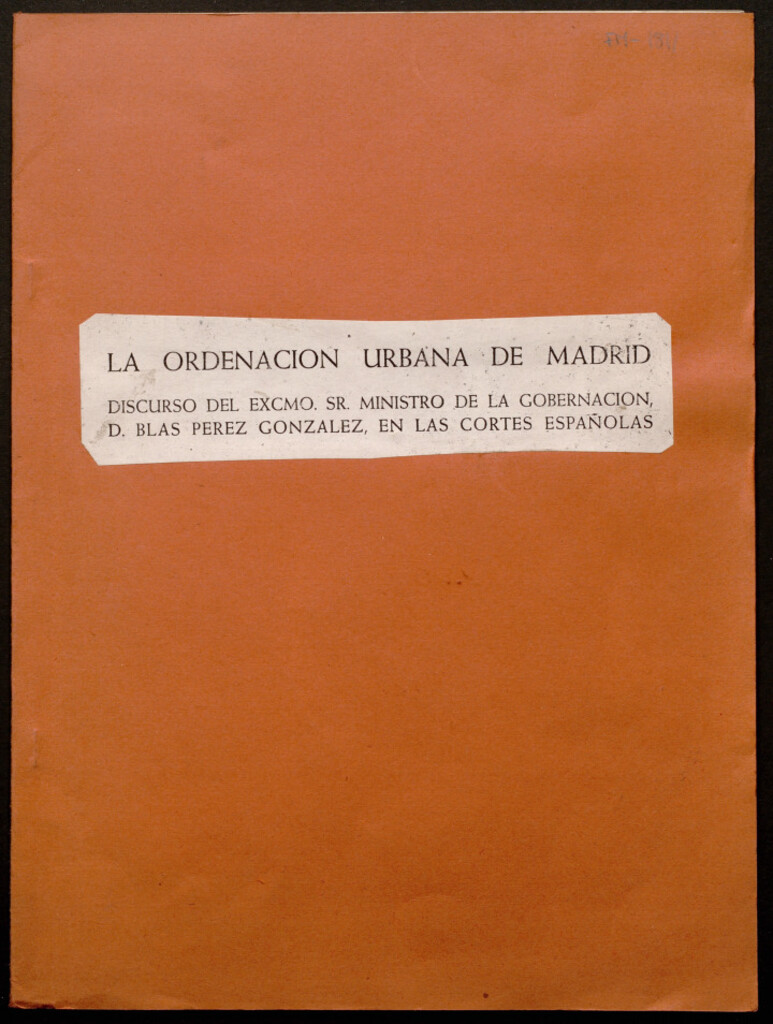 LA ORDENACION URBANA DE MADRID
DISCURSO DEL EXCMO. SR. MINISTRO DE LA GOBERNACION,
D. BLAS PEREZ GONZALEZ, EN LAS CORTES ESPAÑOLAS